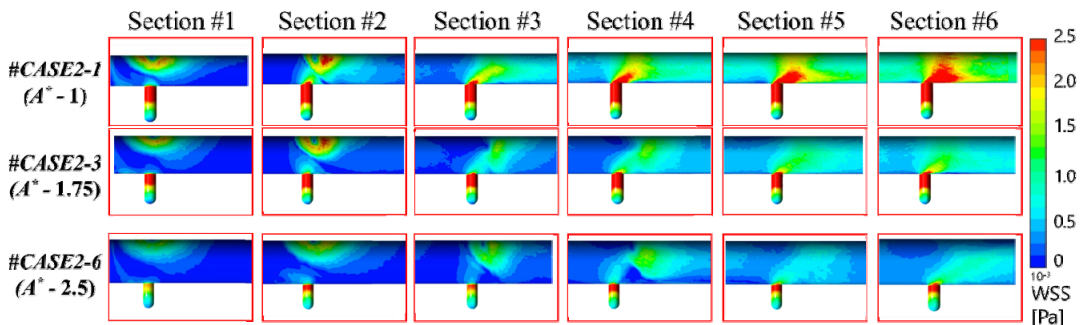 Section #1 Section #2 Section #3 Section #4 Section #5 Section #6
#CASE2-1
(A* - 1)
#CASE2-3
(A* - 1.75)
#CASE2-6
(A* - 2.5)
2.5
2.0
1.5
1.0
0.5
0
10-3
WSS
[Pa]